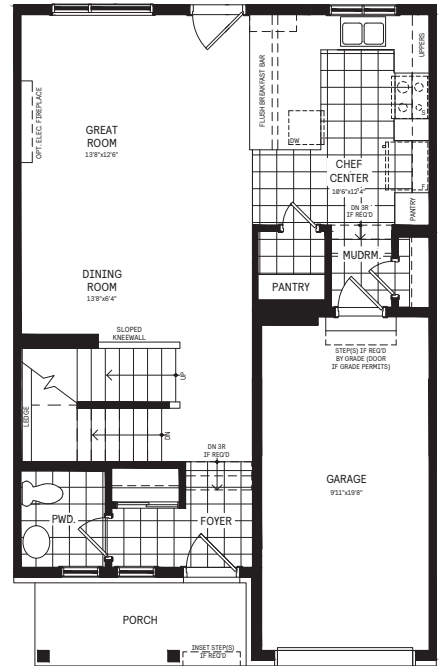 UPPERS
FLUSH BREAKFAST BAR
OPT. ELEC FIREPLACE
GREAT
ROOM
13'8"x12'6"
DW
CHEF
CENTER
10'6"x12'4"
DN 3R
IF REQ'D
F
PANTRY
MUDRM.
PANTRY
DINING
ROOM
13'8"x6'4"
SLOPED
KNEEWALL
STEP(S) IF REQ'D
BY GRADE (DOOR
IF GRADE PERMITS)
UP
LEDGE
DN
DN 3R
IF REQ'D
GARAGE
9'11"x19'8"
PWD.
FOYER
PORCH
INSET STEP(S)
IF REQ'D